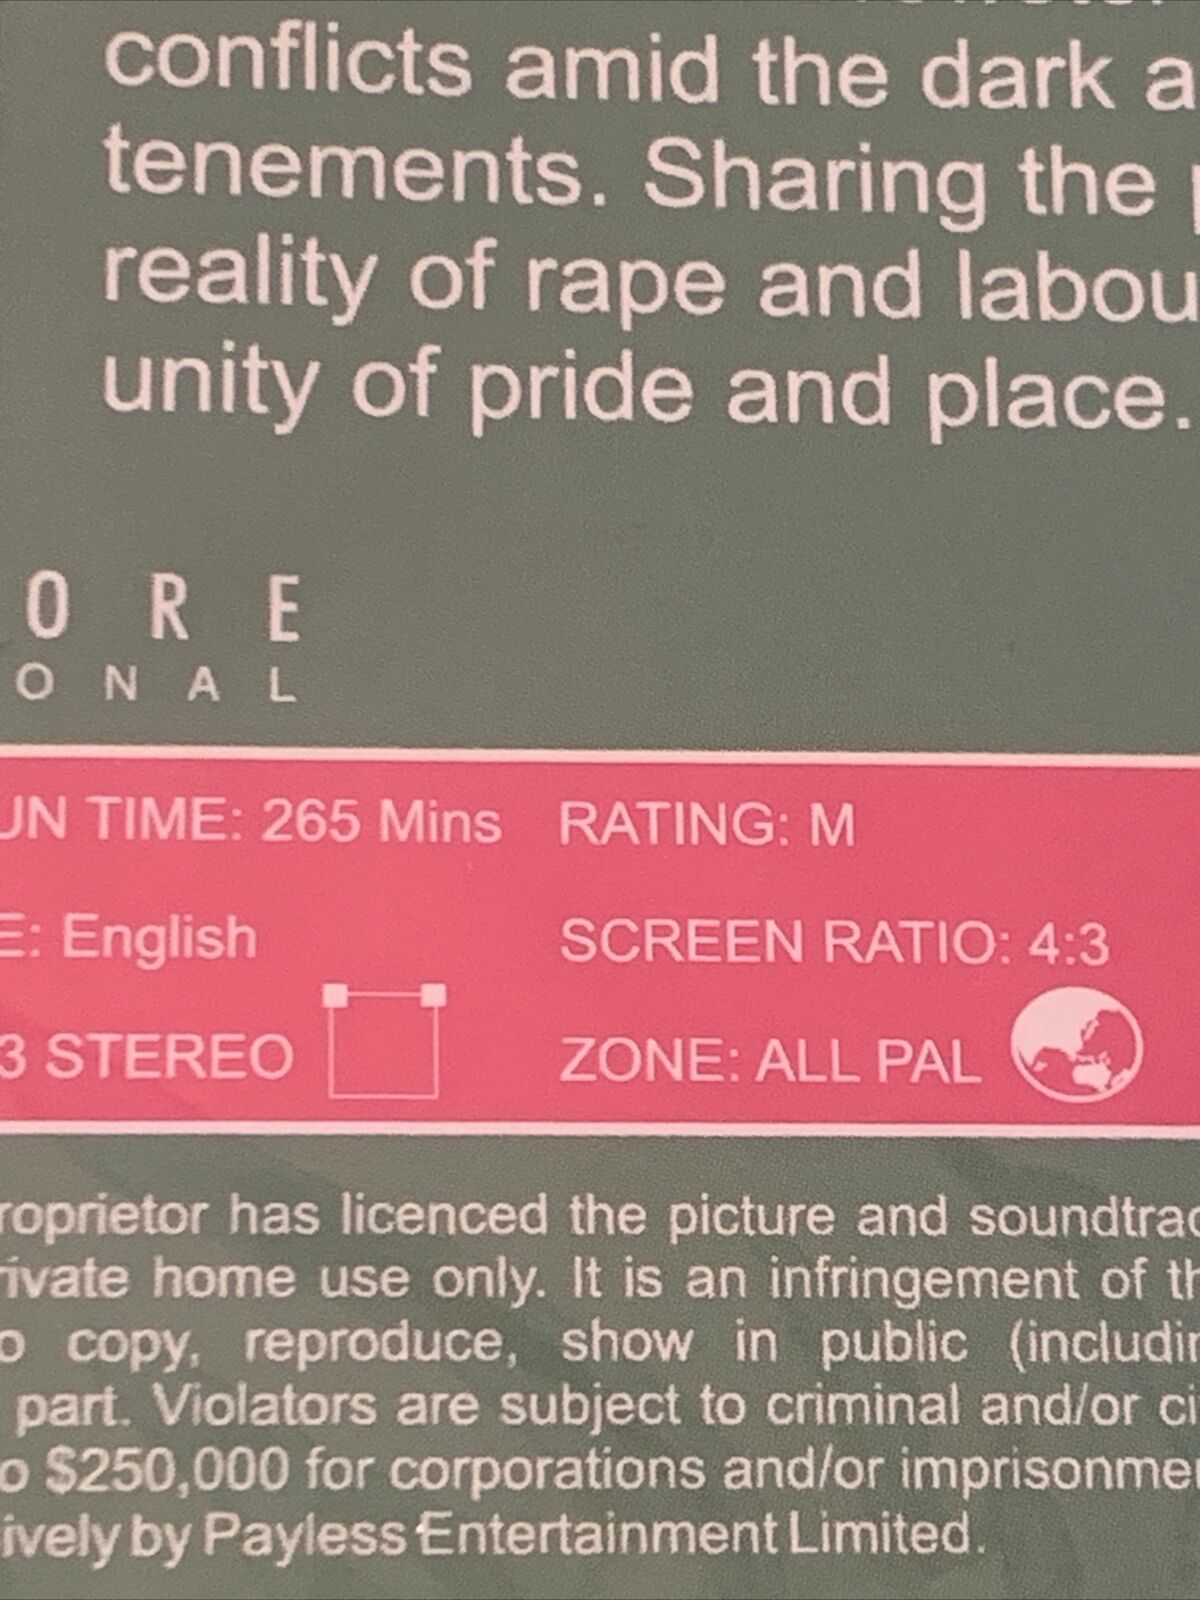 conflicts amid the dark a
tenements. Sharing the p
reality of rape and labou
unity of pride and place.
O R E
O N A L
UN TIME: 265 Mins RATING: M
E: English SCREEN RATIO: 4:3
3 STEREO ZONE: ALL PAL
roprietor has licenced the picture and soundtrac
rivate home use only. It is an infringement of th
o copy, reproduce, show in public (includin
part. Violators are subject to criminal and/or ci
o $250,000 for corporations and/or imprisonmen
ively by Payless Entertainment Limited.